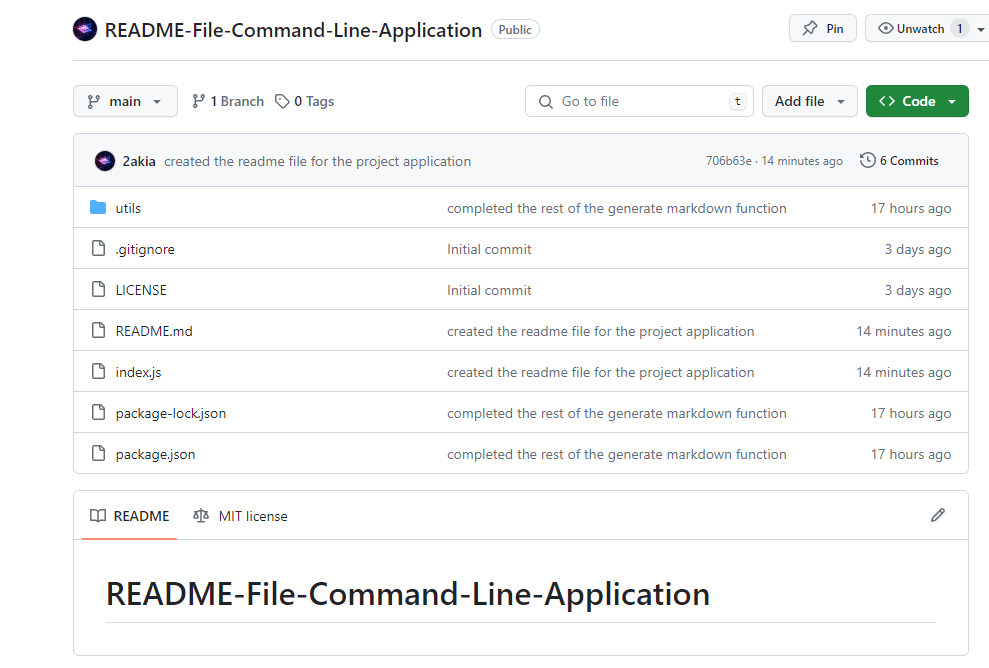 README-File-Command-Line-Application Public Pin Unwatch 1
main 1 Branch 0 Tags Go to file t Add file Code
2akia created the readme file for the project application 706b63e · 14 minutes ago 6 Commits
utils completed the rest of the generate markdown function 17 hours ago
.gitignore Initial commit 3 days ago
LICENSE Initial commit 3 days ago
README.md created the readme file for the project application 14 minutes ago
index.js created the readme file for the project application 14 minutes ago
package-lock.json completed the rest of the generate markdown function 17 hours ago
package.json completed the rest of the generate markdown function 17 hours ago
README MIT license
README-File-Command-Line-Application